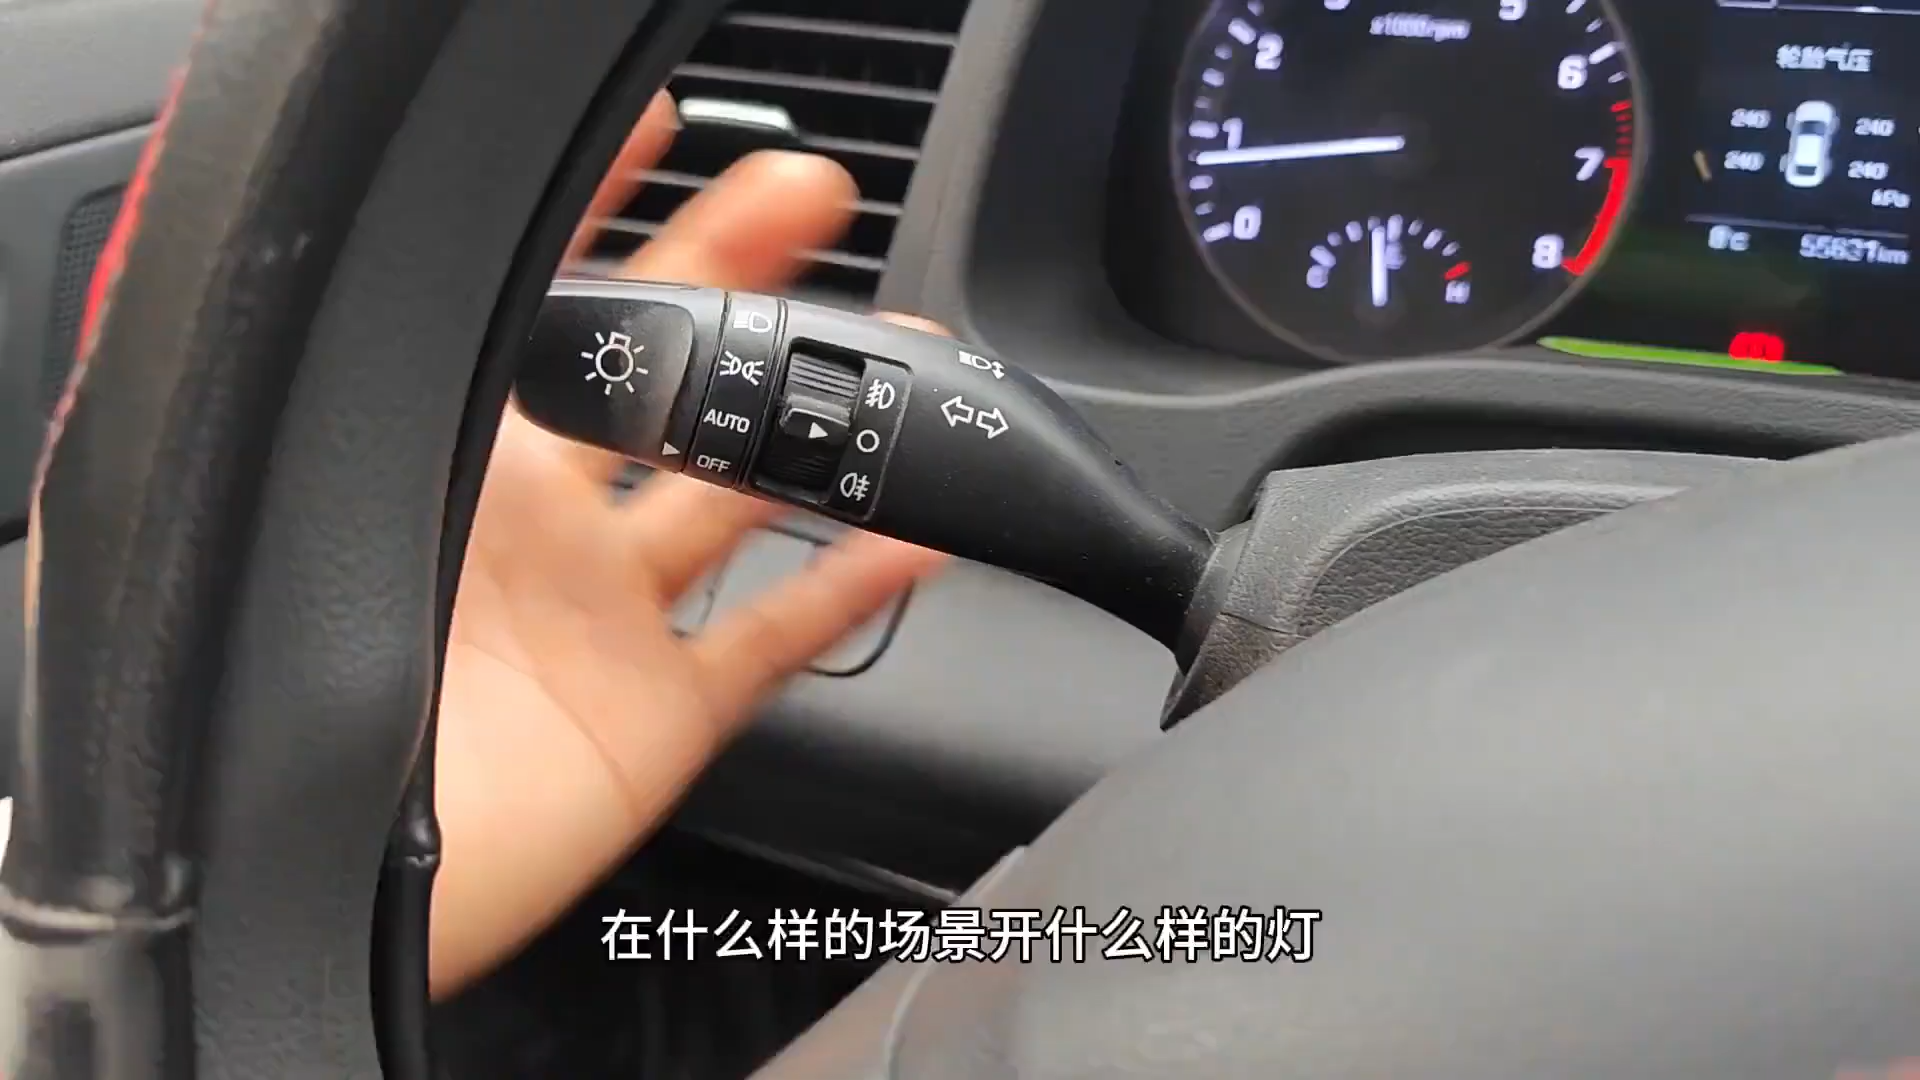 2
5
6
x1000rpm
1
7
0
8
H
轮胎气压
240 240
240 240
kPa
55631km
AUTO
OFF
在什么样的场景开什么样的灯